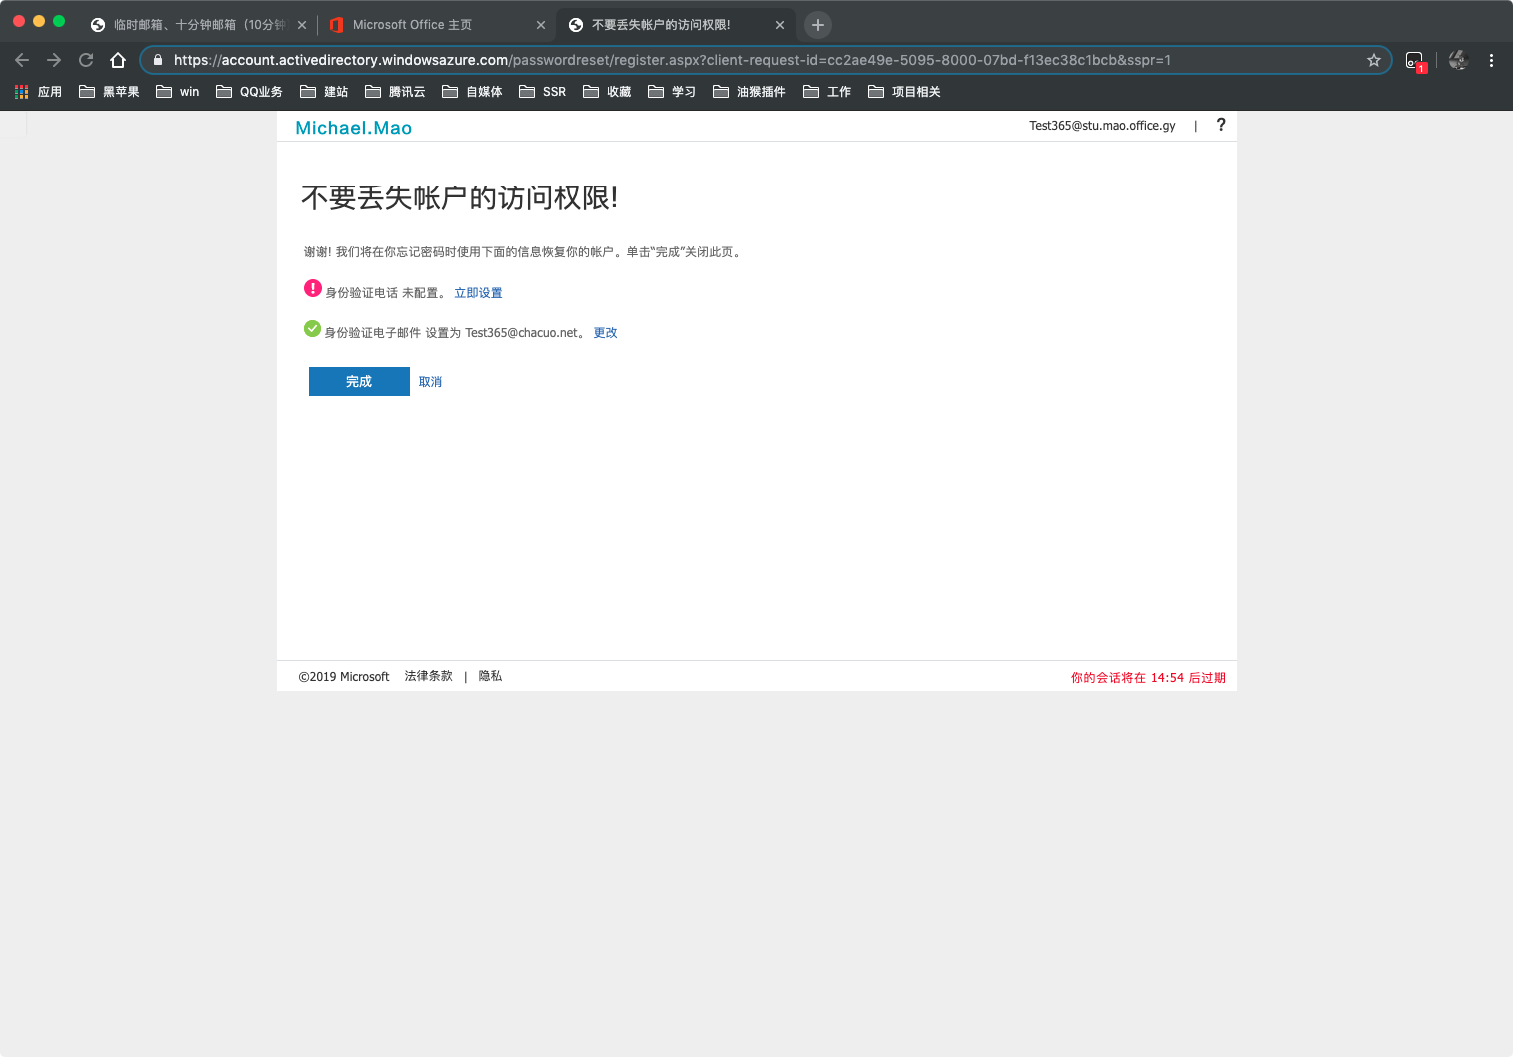 临时邮箱、十分钟邮箱（10分钟
Microsoft Office 主页
不要丢失帐户的访问权限!
https://account.activedirectory.windowsazure.com/passwordreset/register.aspx?client-request-id=cc2ae49e-5095-8000-07bd-f13ec38c1bcb&sspr=1
1
应用 黑苹果 win QQ业务 建站 腾讯云 自媒体 SSR 收藏 学习 油猴插件 工作 项目相关
Michael.Mao
Test365@stu.mao.office.gy | ?
不要丢失帐户的访问权限!
谢谢! 我们将在你忘记密码时使用下面的信息恢复你的帐户。单击“完成”关闭此页。
身份验证电话 未配置。 立即设置
身份验证电子邮件 设置为 Test365@chacuo.net。 更改
完成 取消
©2019 Microsoft 法律条款 | 隐私
你的会话将在 14:54 后过期